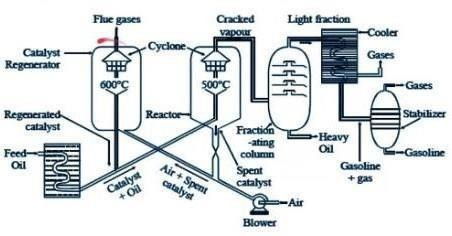 Flue gases
Cracked
vapour
Light fraction
Cooler
Catalyst
Regenerator
Cyclone
Gases
600°C
500°C
Gases
Regenerated
catalyst
Reactor
Stabilizer
Fraction
-ating
column
Heavy
Oil
Feed
Oil
Gasoline
Gasoline
+ gas
Catalyst
+ Oil
Air + Spent
catalyst
Spent
catalyst
Air
Blower